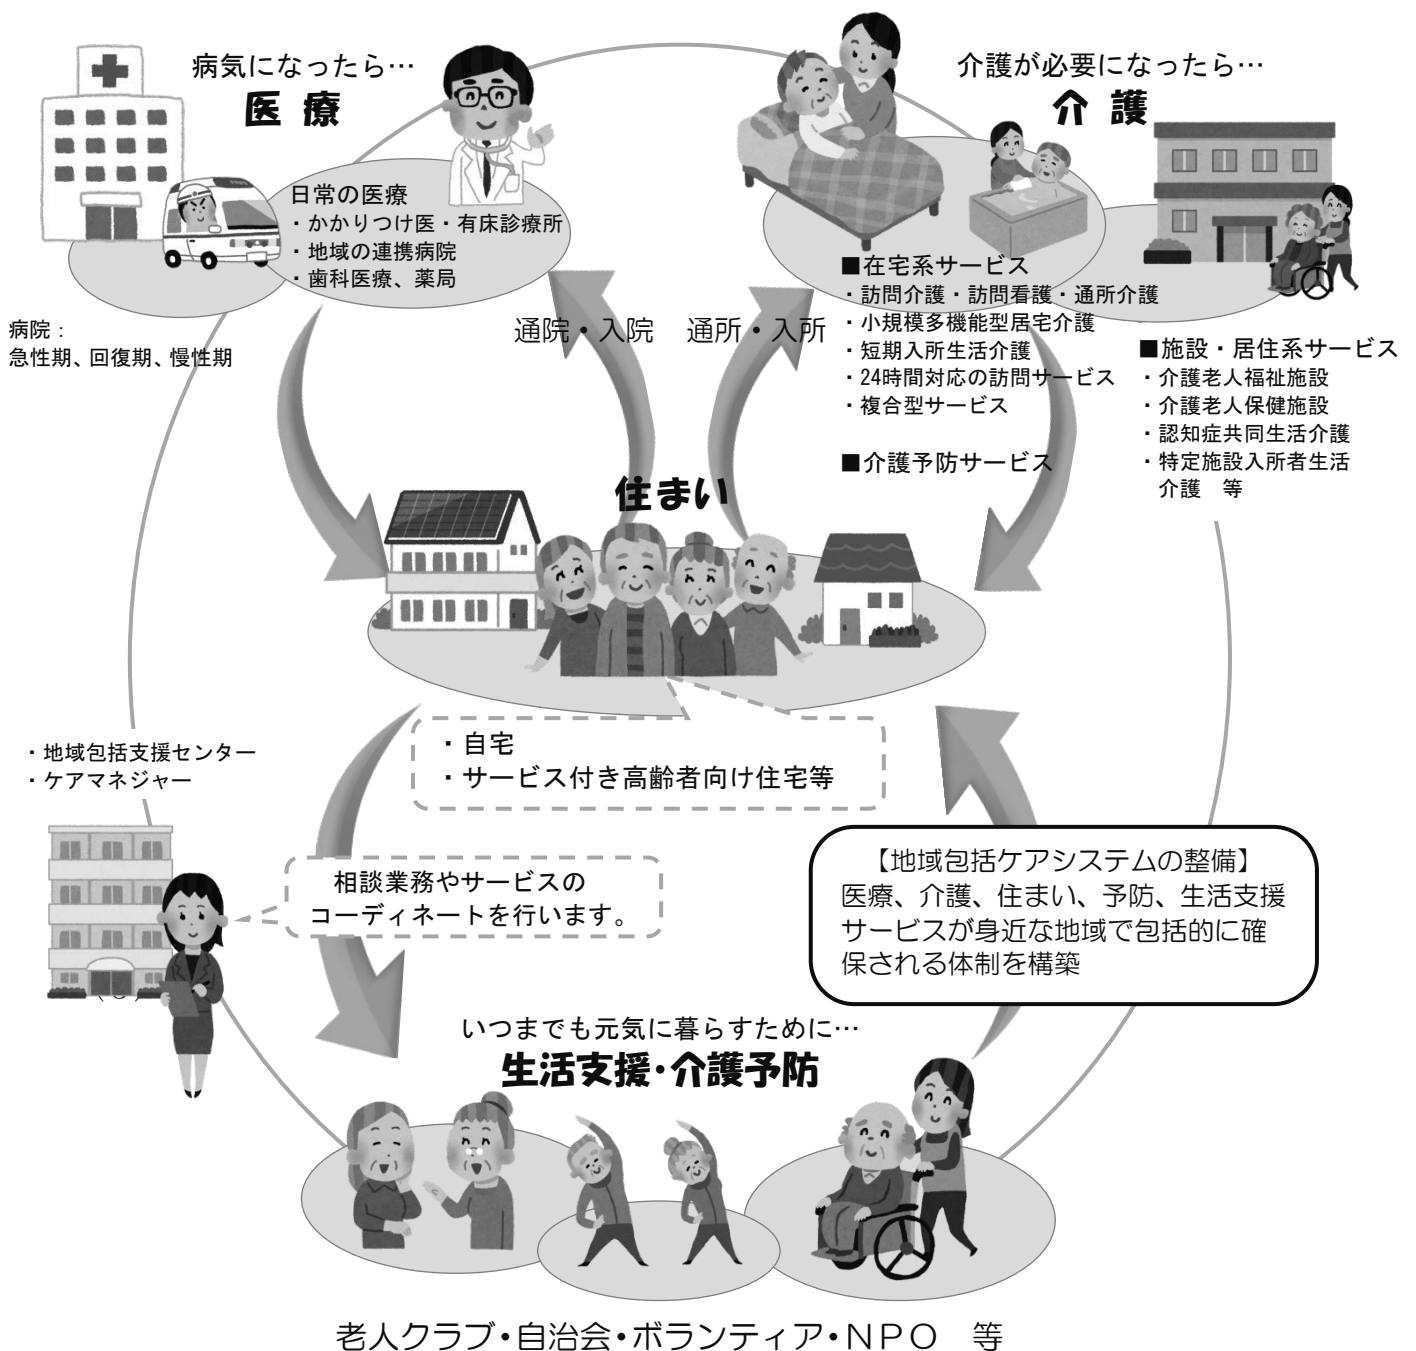 病気になったら…
医療
日常の医療
・かかりつけ医・有床診療所
・地域の連携病院
・歯科医療、薬局
病院：
急性期、回復期、慢性期
介護が必要になったら…
介護
■在宅系サービス
・訪問介護・訪問看護・通所介護
・小規模多機能型居宅介護
・短期入所生活介護
・24時間対応の訪問サービス
・複合型サービス
■介護予防サービス
■施設・居住系サービス
・介護老人福祉施設
・介護老人保健施設
・認知症共同生活介護
・特定施設入所者生活
介護　等
通院・入院
通所・入所
住まい
・自宅
・サービス付き高齢者向け住宅等
・地域包括支援センター
・ケアマネジャー
相談業務やサービスの
コーディネートを行います。
【地域包括ケアシステムの整備】
医療、介護、住まい、予防、生活支援
サービスが身近な地域で包括的に確
保される体制を構築
いつまでも元気に暮らすために…
生活支援・介護予防
老人クラブ・自治会・ボランティア・ＮＰＯ　等